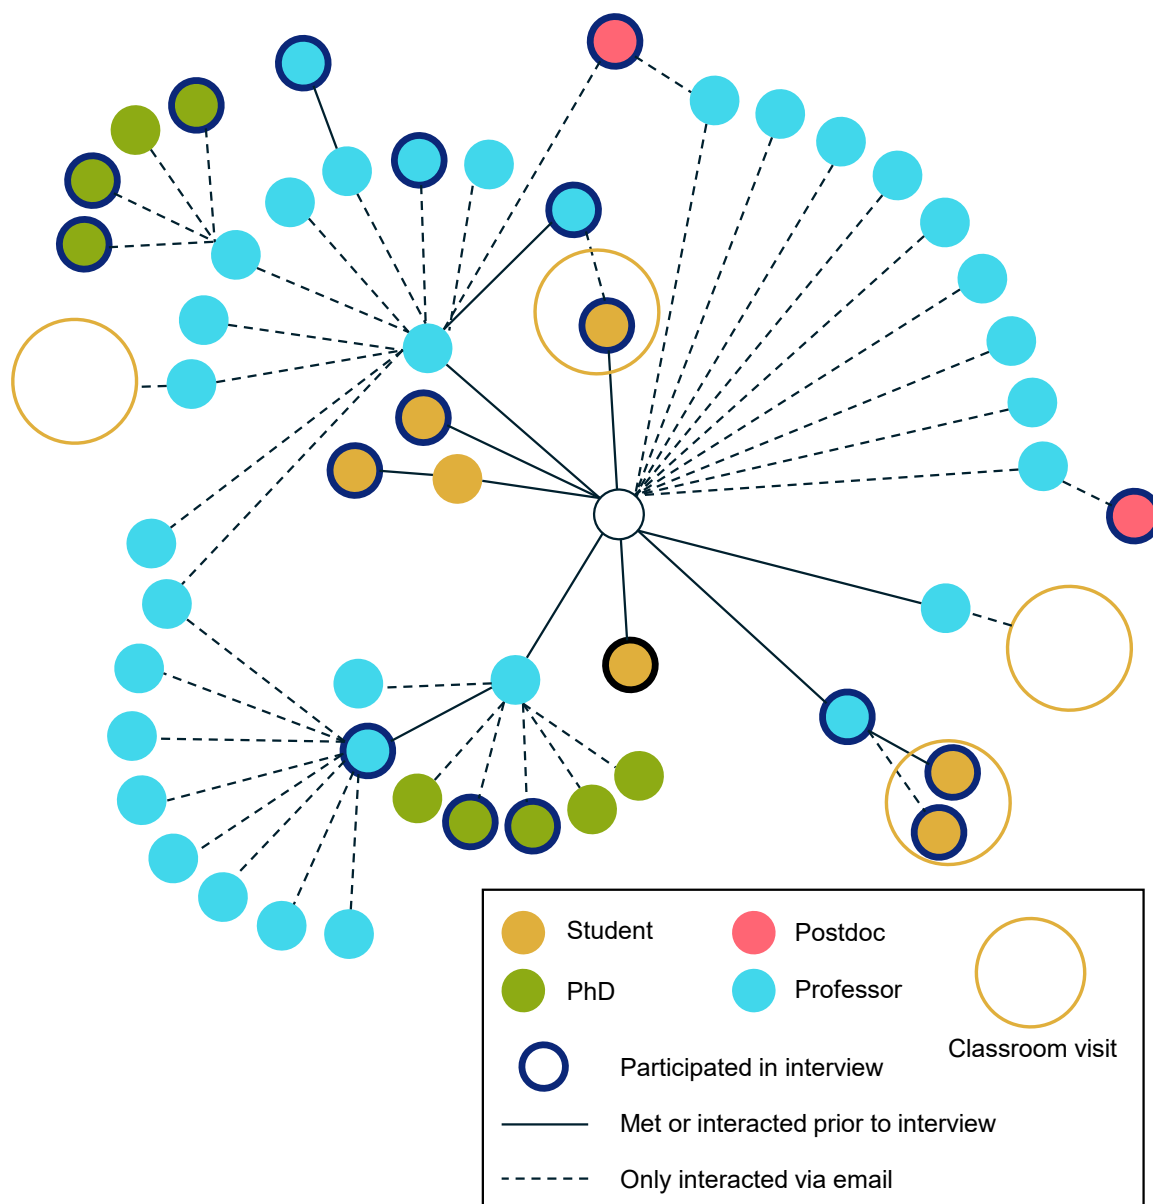 Student
Postdoc
PhD
Professor
Classroom visit
Participated in interview
Met or interacted prior to interview
Only interacted via email